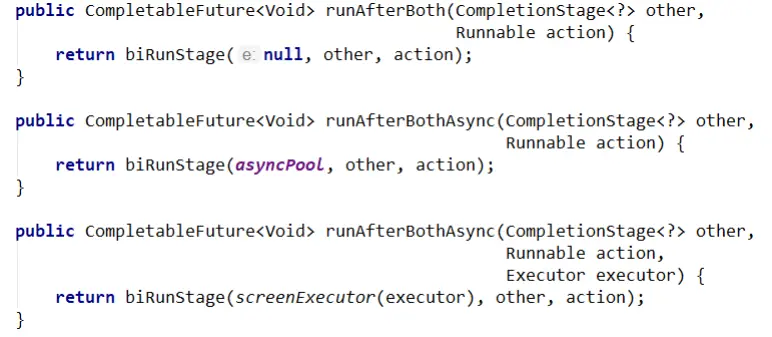 public CompletableFuture<Void> runAfterBoth(CompletionStage<?> other,
Runnable action) {
return biRunStage( e: null, other, action);
}
public CompletableFuture<Void> runAfterBothAsync(CompletionStage<?> other,
Runnable action) {
return biRunStage(asyncPool, other, action);
}
public CompletableFuture<Void> runAfterBothAsync(CompletionStage<?> other,
Runnable action,
Executor executor) {
return biRunStage(screenExecutor(executor), other, action);
}